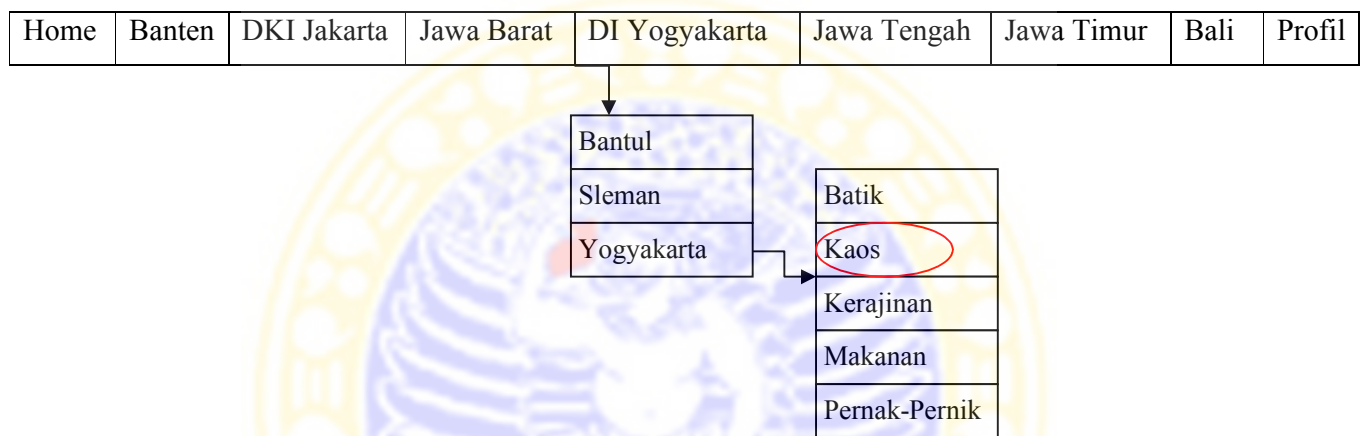 Home Banten DKI Jakarta Jawa Barat DI Yogyakarta Jawa Tengah Jawa Timur Bali Profil
Bantul
Sleman
Yogyakarta
Batik
Kaos
Kerajinan
Makanan
Pernak-Pernik